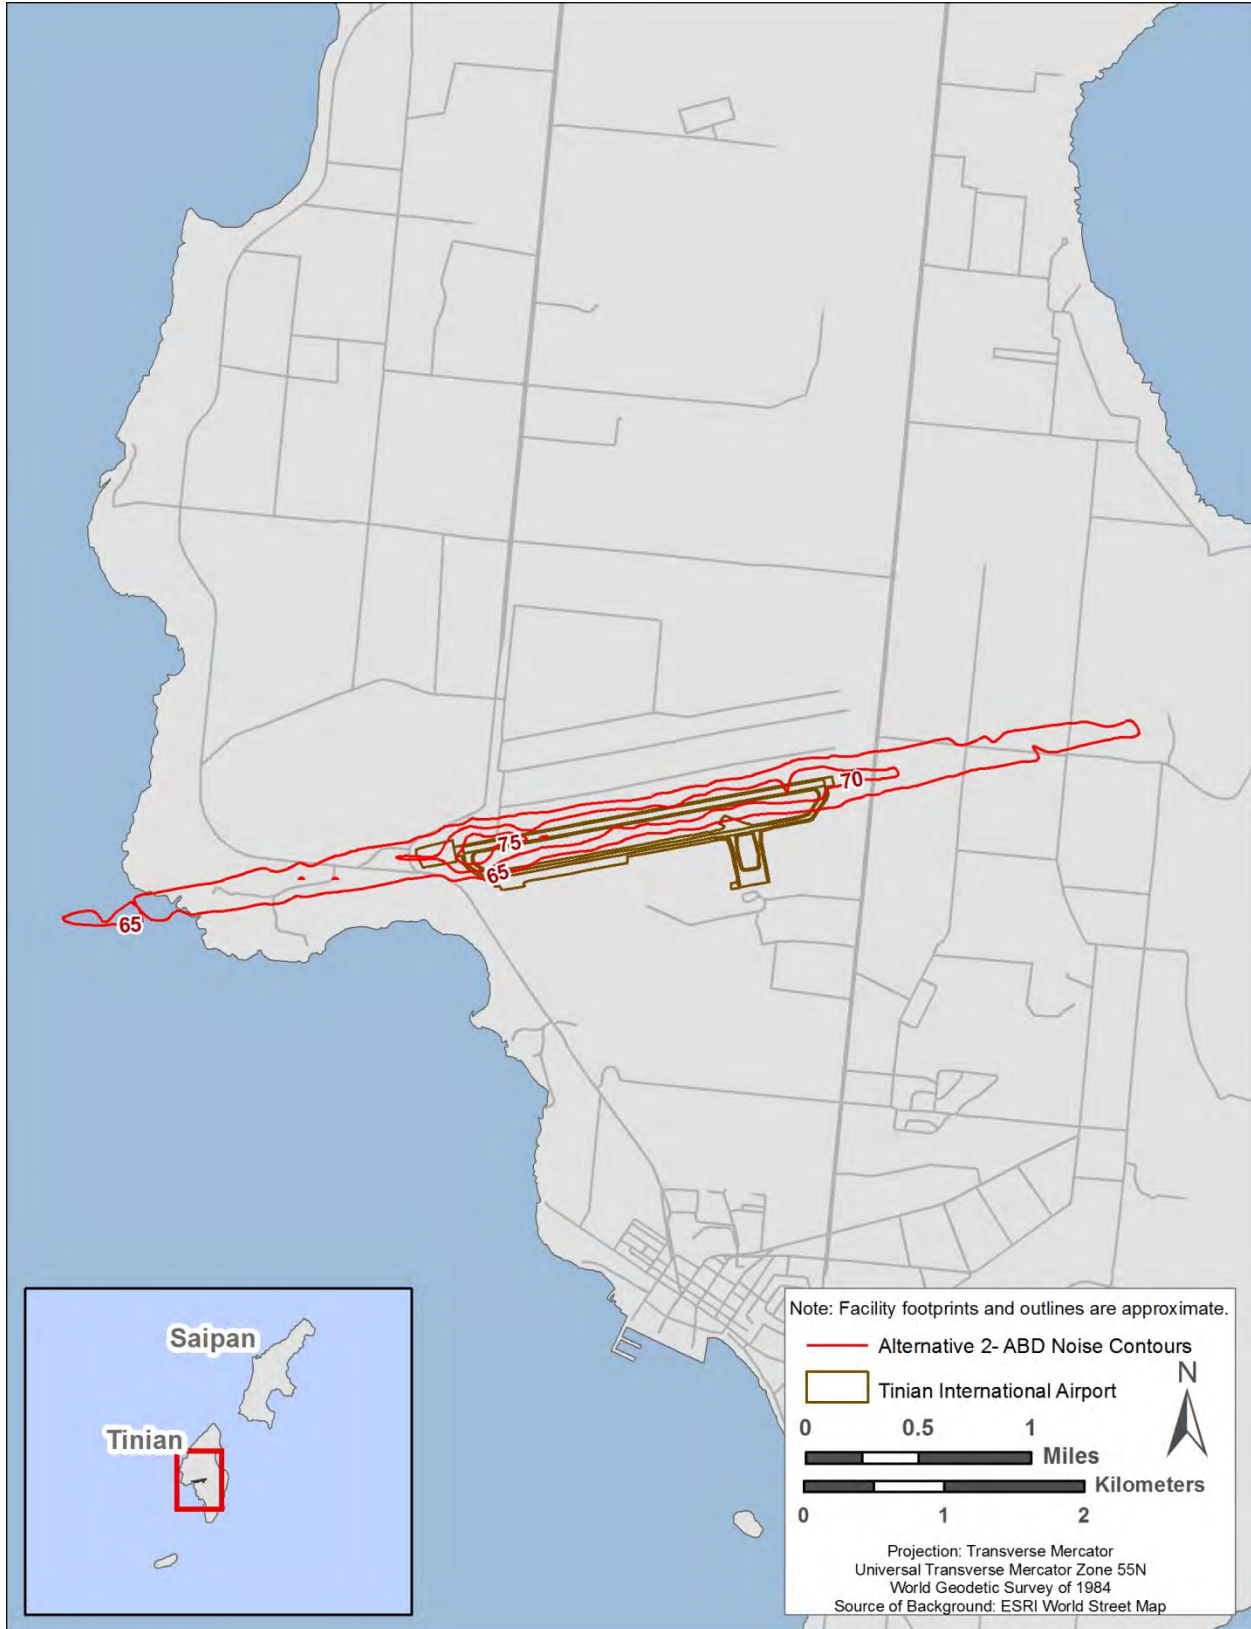 70
75
65
65
Saipan
Tinian
Note: Facility footprints and outlines are approximate.
Alternative 2- ABD Noise Contours
Tinian International Airport
N
0 0.5 1
Miles
Kilometers
0 1 2
Projection: Transverse Mercator
Universal Transverse Mercator Zone 55N
World Geodetic Survey of 1984
Source of Background: ESRI World Street Map